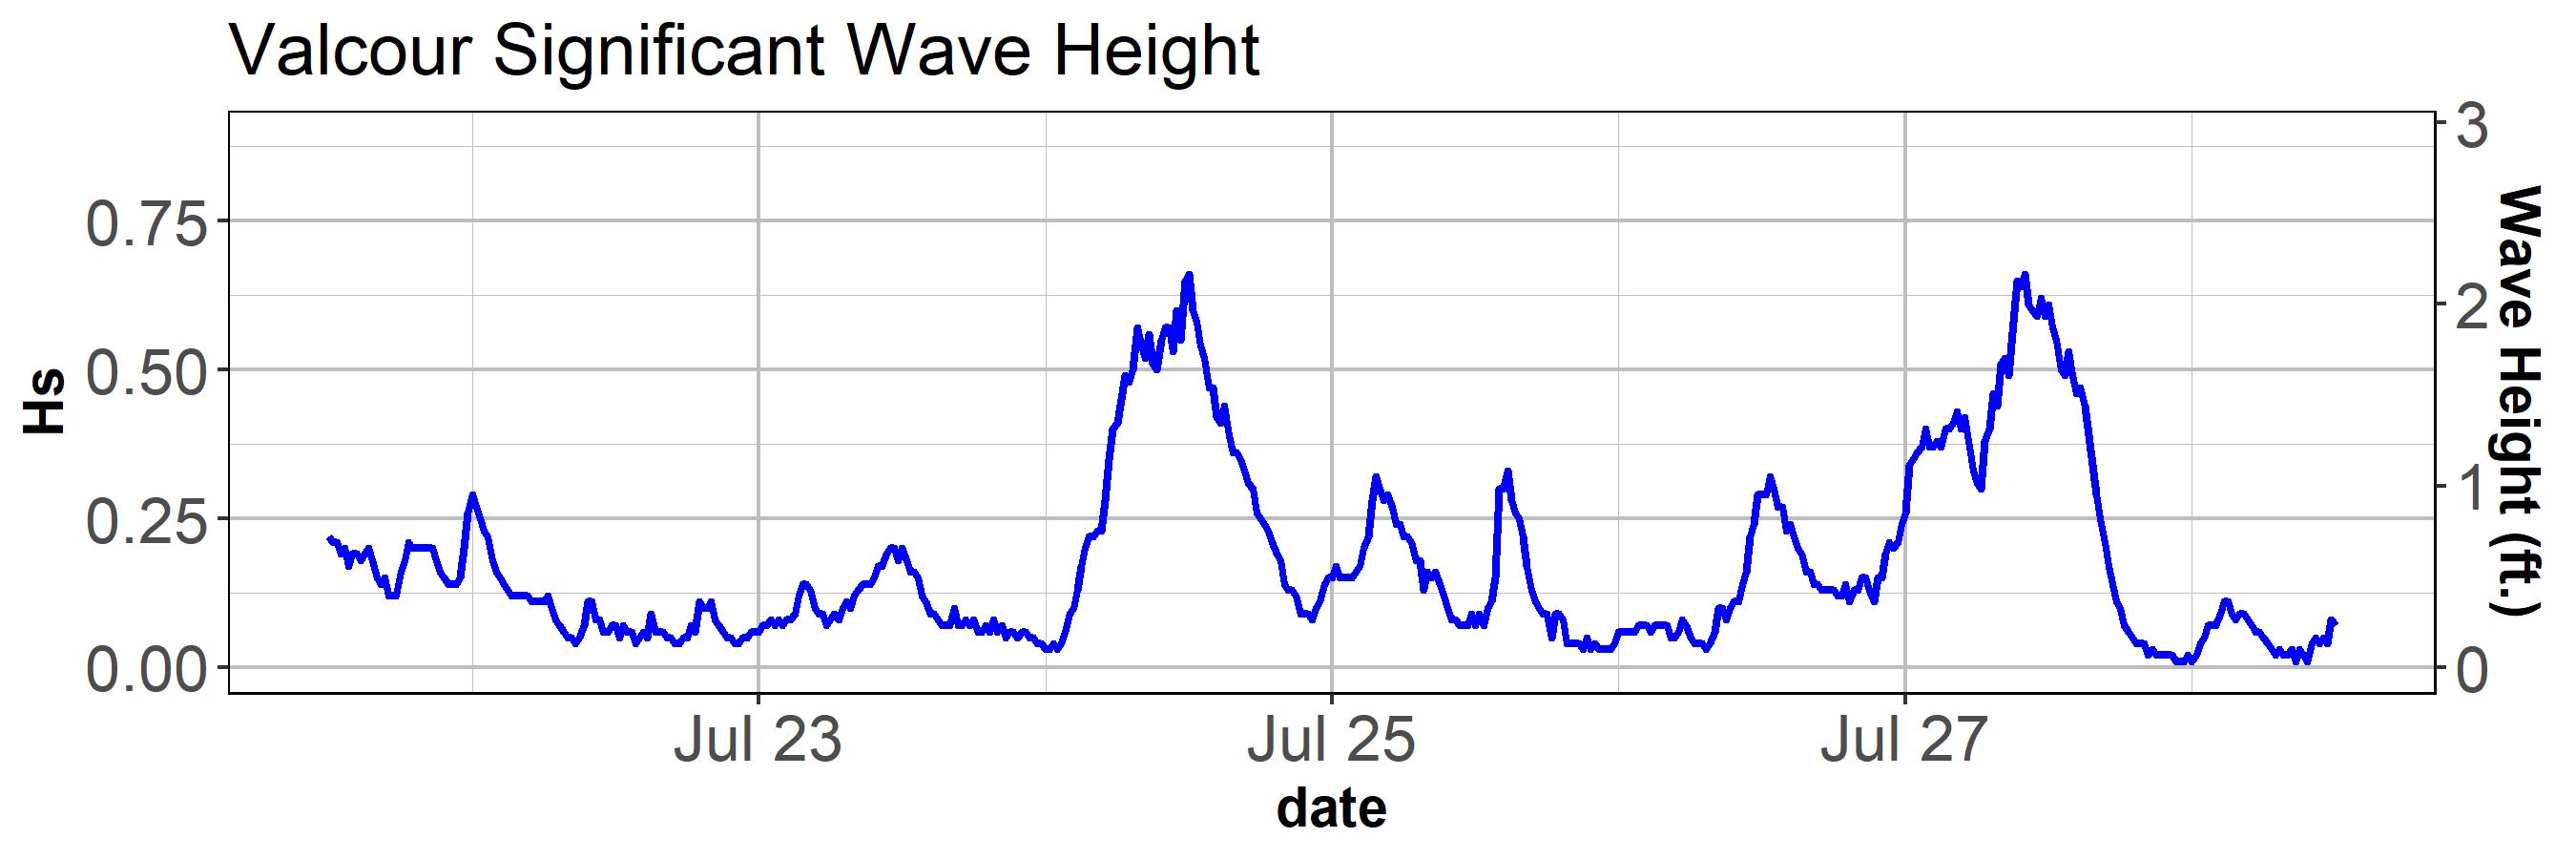 Valcour Significant Wave Height
Hs
0.75
0.50
0.25
0.00
3
2
1
0
Wave Height (ft.)
Jul 23
Jul 25
Jul 27
date